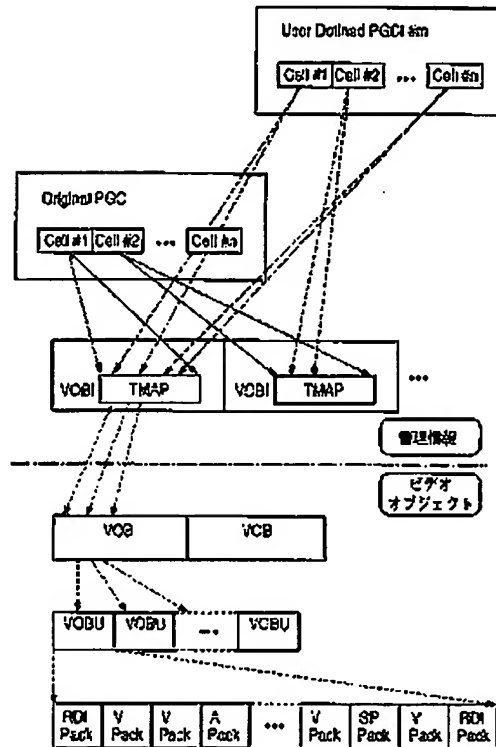 User Defined PGCI #m
Cell #1 Cell #2 ••• Cell #n
Original PGC
Cell #1 Cell #2 ••• Cell #n
VOBI TMAP VOBI TMAP •••
管理情報
ビデオ
オブジェクト
VOB VOB
VOBU VOBU ••• VOBU
RDI Pack V Pack V Pack A Pack ••• V Pack SP Pack V Pack RDI Pack